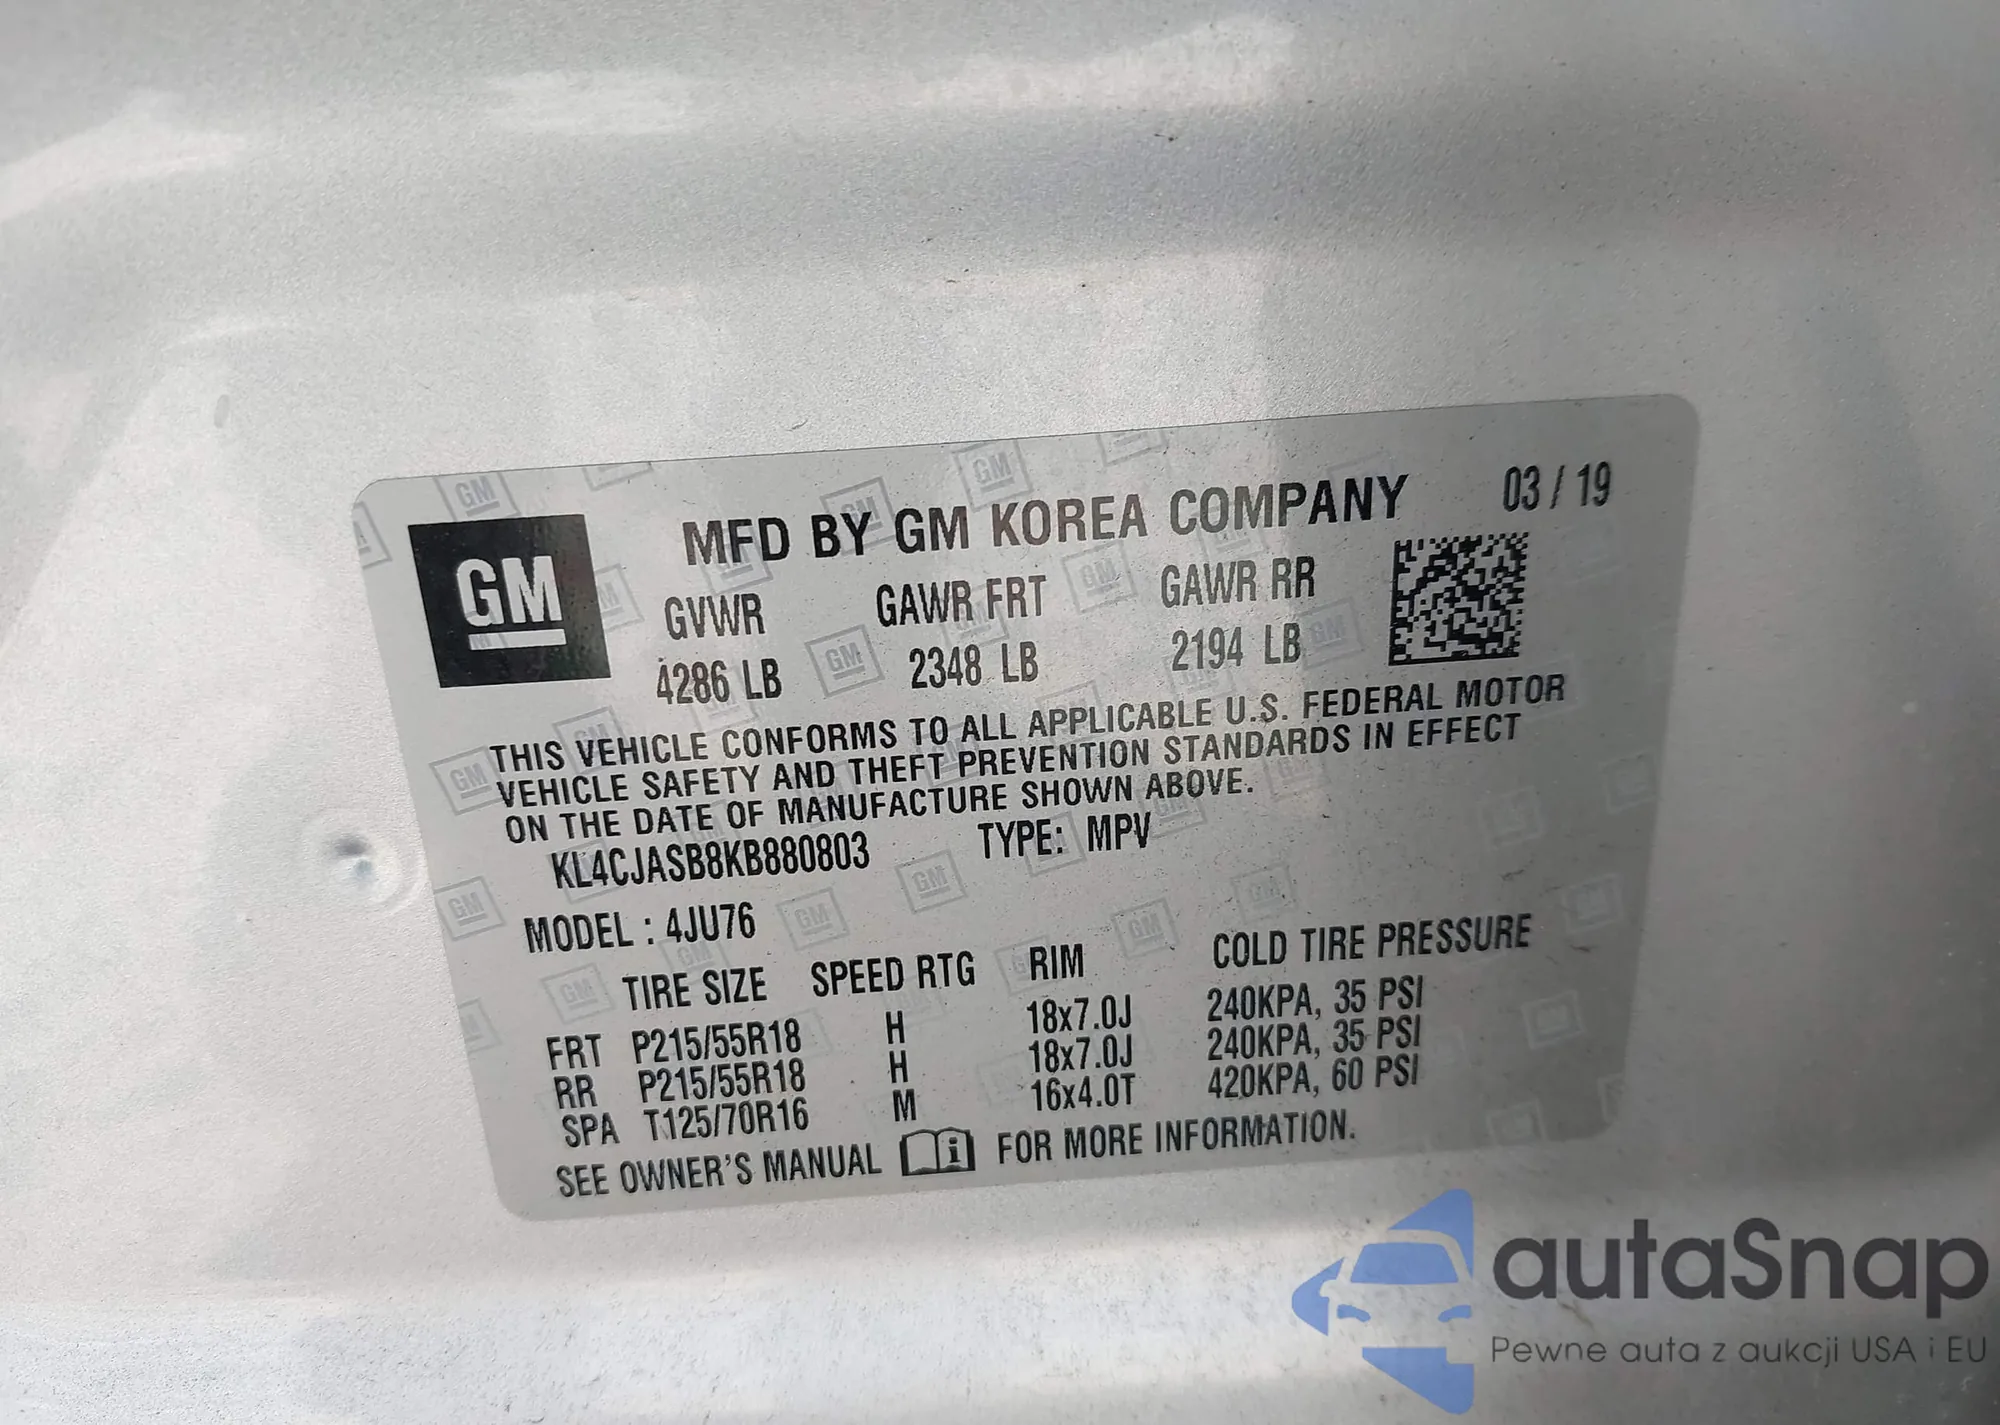 GM
MFD BY GM KOREA COMPANY 03 / 19
GVWR GAWR FRT GAWR RR
4286 LB 2348 LB 2194 LB
THIS VEHICLE CONFORMS TO ALL APPLICABLE U.S. FEDERAL MOTOR
VEHICLE SAFETY AND THEFT PREVENTION STANDARDS IN EFFECT
ON THE DATE OF MANUFACTURE SHOWN ABOVE.
KL4CJASB8KB880803 TYPE: MPV
MODEL : 4JU76
TIRE SIZE SPEED RTG RIM COLD TIRE PRESSURE
FRT P215/55R18 H 18x7.0J 240KPA, 35 PSI
RR P215/55R18 H 18x7.0J 240KPA, 35 PSI
SPA T125/70R16 M 16x4.0T 420KPA, 60 PSI
SEE OWNER'S MANUAL i FOR MORE INFORMATION.
autaSnap
Pewne auta z aukcji USA i EU